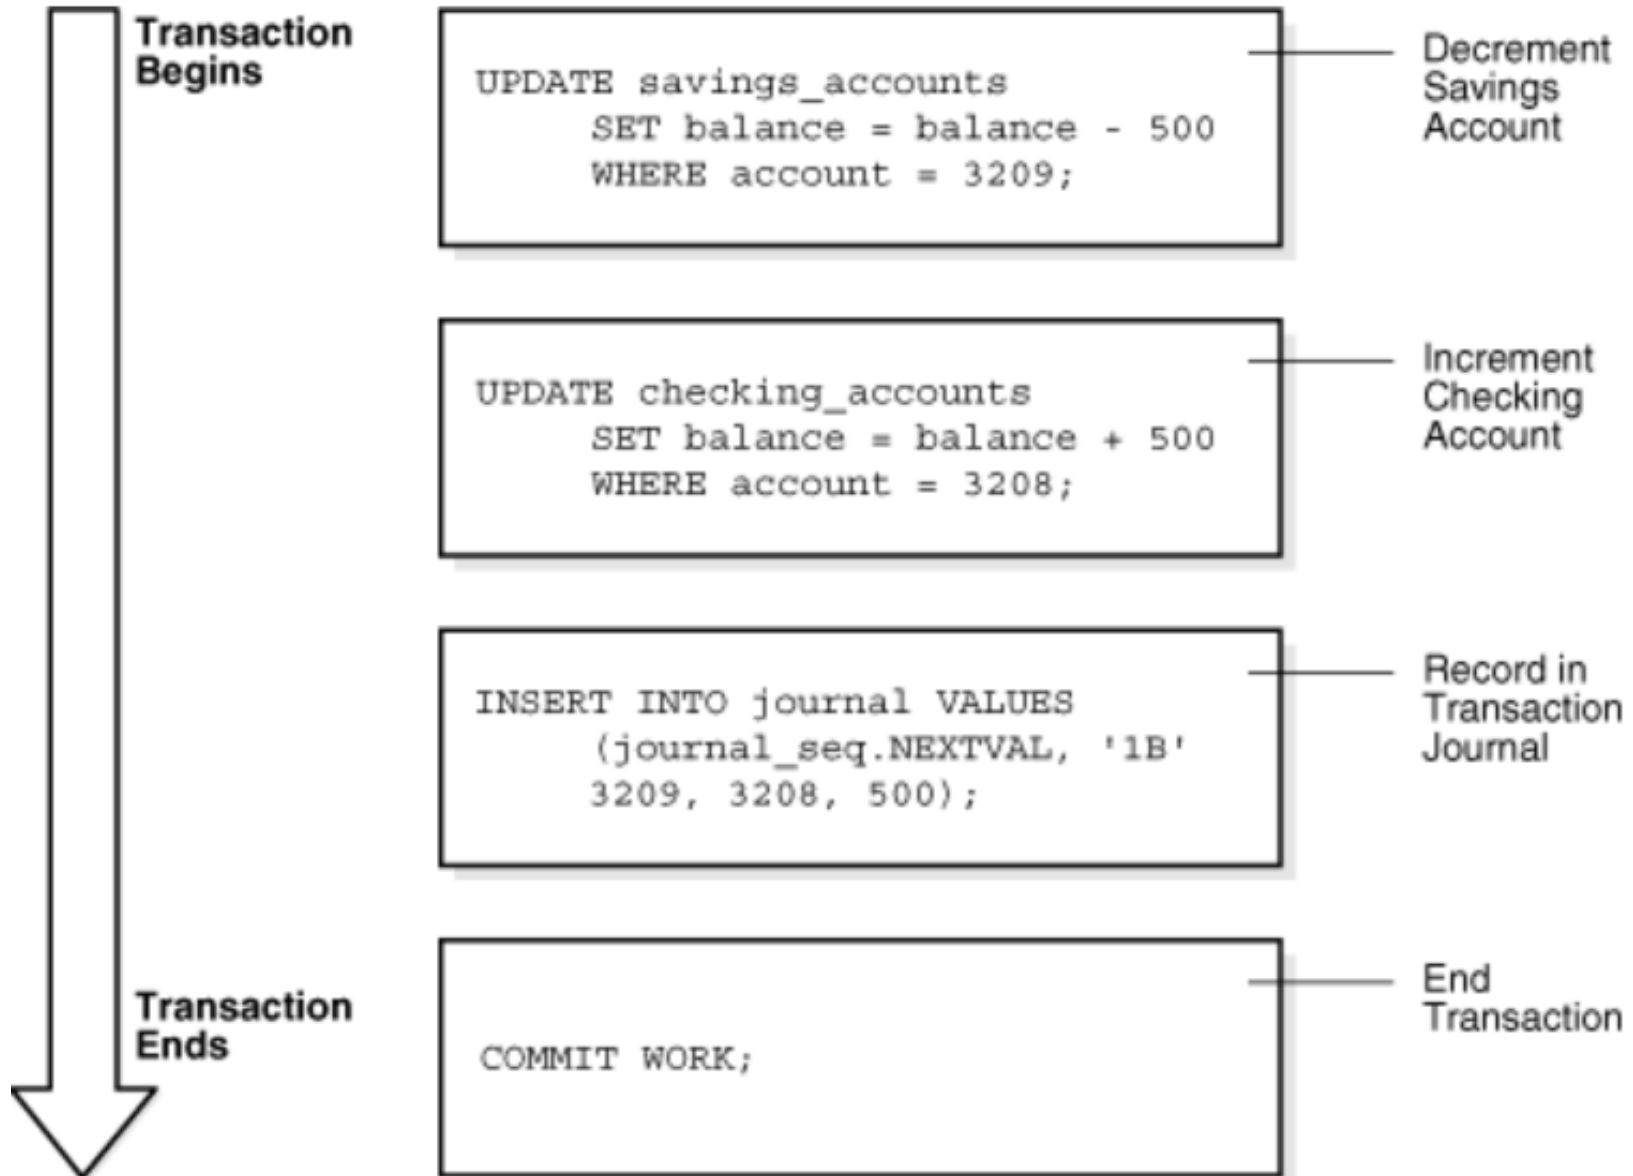 Transaction
Begins
UPDATE savings_accounts
SET balance = balance - 500
WHERE account = 3209;
Decrement
Savings
Account
UPDATE checking_accounts
SET balance = balance + 500
WHERE account = 3208;
Increment
Checking
Account
INSERT INTO journal VALUES
(journal_seq.NEXTVAL, '1B'
3209, 3208, 500);
Record in
Transaction
Journal
Transaction
Ends
COMMIT WORK;
End
Transaction